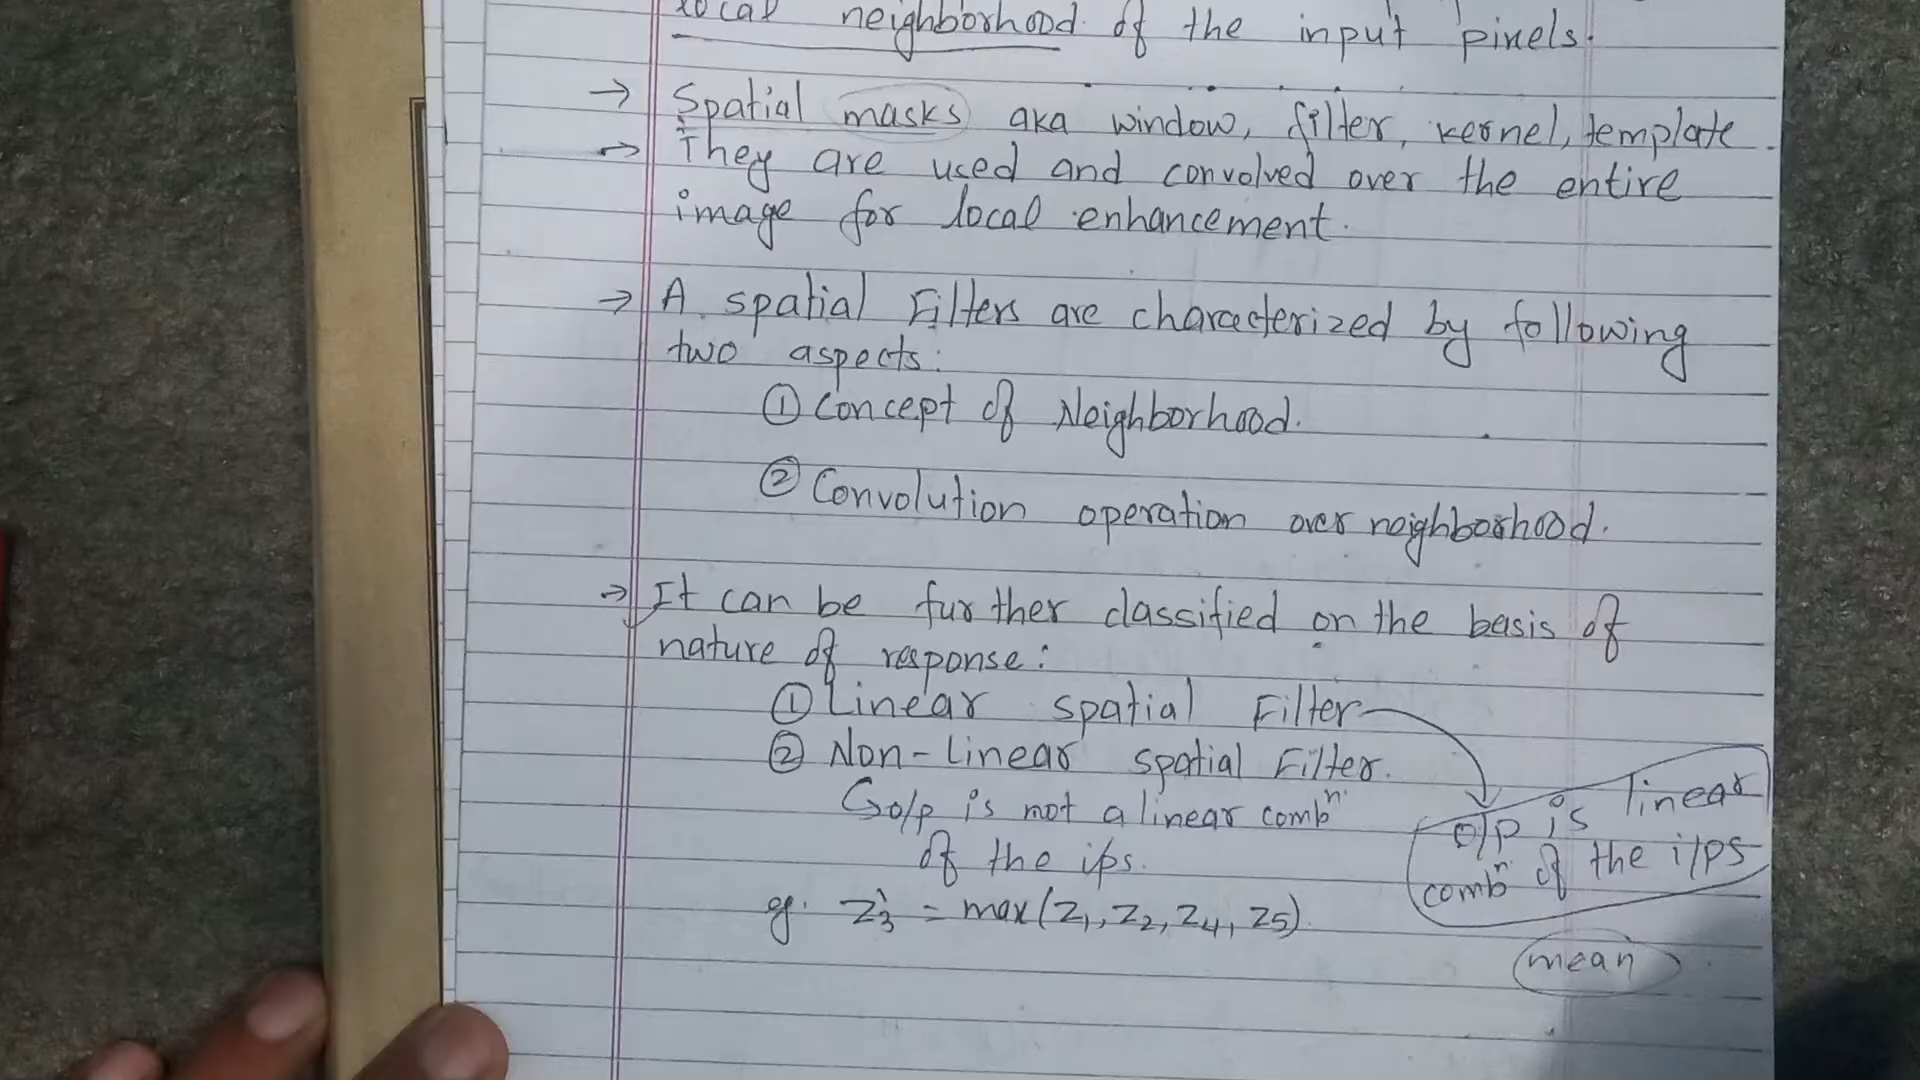 local neighborhood of the input pixels.
→ Spatial masks aka window, filter, kernel, template.
→ They are used and convolved over the entire
image for local enhancement.
→ A spatial Filters are characterized by following
two aspects:
① Concept of Neighborhood.
② Convolution operation over neighborhood.
→ It can be further classified on the basis of
nature of response:
① Linear spatial Filter
② Non-linear spatial Filter.
↳ o/p is not a linear combⁿ.
of the i/ps.
eg. Z₃' = max(Z₁, Z₂, Z₄, Z₅)
o/p is linear
combⁿ of the i/ps
mean